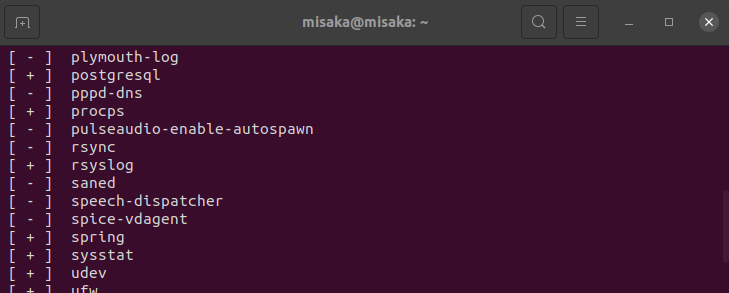 misaka@misaka: ~
[ - ]  plymouth-log
[ + ]  postgresql
[ - ]  pppd-dns
[ + ]  procps
[ - ]  pulseaudio-enable-autospawn
[ - ]  rsync
[ + ]  rsyslog
[ - ]  saned
[ - ]  speech-dispatcher
[ - ]  spice-vdagent
[ + ]  spring
[ + ]  sysstat
[ + ]  udev
[ + ]  ufw